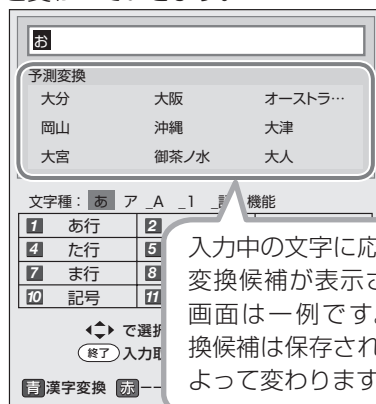 お
予測変換
大分 大阪 オーストラ…
岡山 沖縄 大津
大宮 御茶ノ水 大人
文字種： あ ア _A _1 _ 機能
1 あ行 2
4 た行 5
7 ま行 8
10 記号 11
で選択
終了 入力取
青 漢字変換 赤 --
入力中の文字に応
変換候補が表示さ
画面は一例です。
換候補は保存され
よって変わります